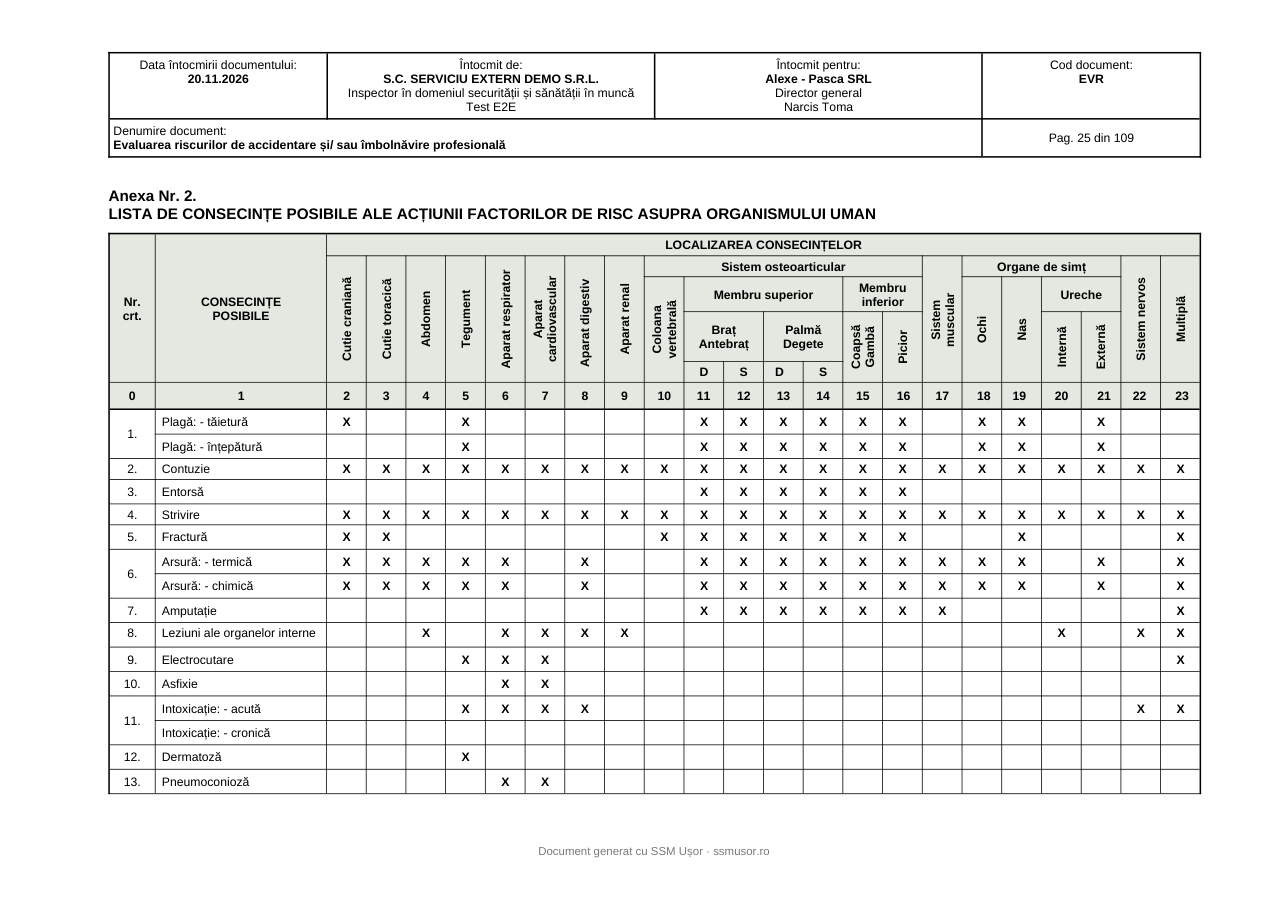 Data întocmirii documentului:
20.11.2026
Întocmit de:
S.C. SERVICIU EXTERN DEMO S.R.L.
Inspector în domeniul securității și sănătății în muncă
Test E2E
Întocmit pentru:
Alexe - Pasca SRL
Director general
Narcis Toma
Cod document:
EVR
Denumire document:
Evaluarea riscurilor de accidentare și/ sau îmbolnăvire profesională
Pag. 25 din 109
Anexa Nr. 2.
LISTA DE CONSECINȚE POSIBILE ALE ACȚIUNII FACTORILOR DE RISC ASUPRA ORGANISMULUI UMAN
Nr.
crt.
CONSECINȚE
POSIBILE
LOCALIZAREA CONSECINȚELOR
Cutie craniană
Cutie toracică
Abdomen
Tegument
Aparat respirator
Aparat
cardiovascular
Aparat digestiv
Aparat renal
Sistem osteoarticular
Coloana
vertebrală
Membru superior
Braț
Antebraț
Palmă
Degete
D S D S
Membru
inferior
Coapsă
Gambă
Picior
Sistem
muscular
Organe de simț
Ochi
Nas
Ureche
Internă
Externă
Sistem nervos
Multiplă
0 1 2 3 4 5 6 7 8 9 10 11 12 13 14 15 16 17 18 19 20 21 22 23
1. Plagă: - tăietură X X X X X X X X X X X
Plagă: - înțepătură X X X X X X X X X X
2. Contuzie X X X X X X X X X X X X X X X X X X X X X X
3. Entorsă X X X X X X
4. Strivire X X X X X X X X X X X X X X X X X X X X X X
5. Fractură X X X X X X X X X X X
6. Arsură: - termică X X X X X X X X X X X X X X X X X
Arsură: - chimică X X X X X X X X X X X X X X X X X
7. Amputație X X X X X X X X
8. Leziuni ale organelor interne X X X X X X X X
9. Electrocutare X X X X
10. Asfixie X X
11. Intoxicație: - acută X X X X X X
Intoxicație: - cronică
12. Dermatoză X
13. Pneumoconioză X X
Document generat cu SSM Ușor · ssmusor.ro